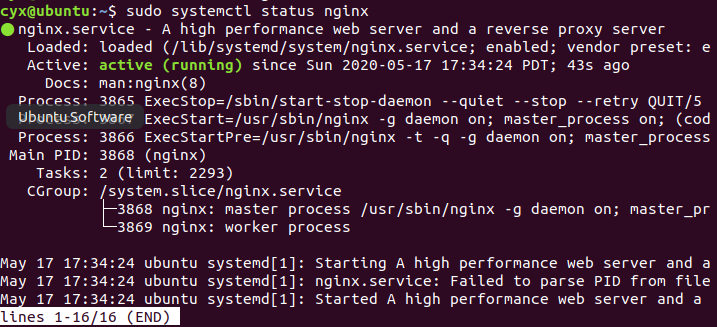 cyx@ubuntu:~$ sudo systemctl status nginx
● nginx.service - A high performance web server and a reverse proxy server
Loaded: loaded (/lib/systemd/system/nginx.service; enabled; vendor preset: e
Active: active (running) since Sun 2020-05-17 17:34:24 PDT; 43s ago
Docs: man:nginx(8)
Process: 3865 ExecStop=/sbin/start-stop-daemon --quiet --stop --retry QUIT/5
Ubuntu Software ExecStart=/usr/sbin/nginx -g daemon on; master_process on; (cod
Process: 3866 ExecStartPre=/usr/sbin/nginx -t -q -g daemon on; master_process
Main PID: 3868 (nginx)
Tasks: 2 (limit: 2293)
CGroup: /system.slice/nginx.service
├─3868 nginx: master process /usr/sbin/nginx -g daemon on; master_pr
└─3869 nginx: worker process
May 17 17:34:24 ubuntu systemd[1]: Starting A high performance web server and a
May 17 17:34:24 ubuntu systemd[1]: nginx.service: Failed to parse PID from file
May 17 17:34:24 ubuntu systemd[1]: Started A high performance web server and a
lines 1-16/16 (END)